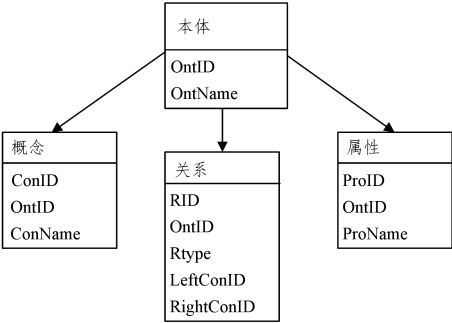 本体
OntID
OntName
概念
ConID
OntID
ConName
关系
RID
OntID
Rtype
LeftConID
RightConID
属性
ProID
OntID
ProName